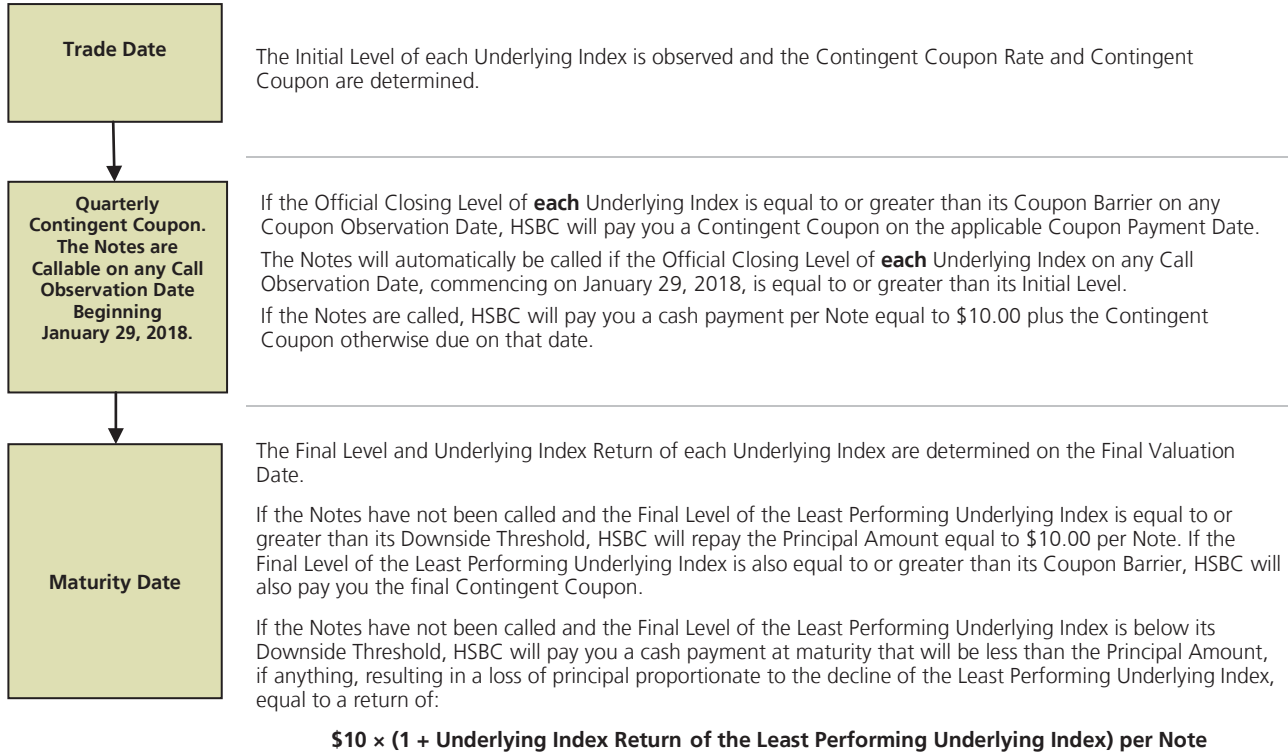 Trade Date
The Initial Level of each Underlying Index is observed and the Contingent Coupon Rate and Contingent
Coupon are determined.
Quarterly
Contingent Coupon.
The Notes are
Callable on any Call
Observation Date
Beginning
January 29, 2018.
If the Official Closing Level of each Underlying Index is equal to or greater than its Coupon Barrier on any
Coupon Observation Date, HSBC will pay you a Contingent Coupon on the applicable Coupon Payment Date.
The Notes will automatically be called if the Official Closing Level of each Underlying Index on any Call
Observation Date, commencing on January 29, 2018, is equal to or greater than its Initial Level.
If the Notes are called, HSBC will pay you a cash payment per Note equal to $10.00 plus the Contingent
Coupon otherwise due on that date.
Maturity Date
The Final Level and Underlying Index Return of each Underlying Index are determined on the Final Valuation
Date.
If the Notes have not been called and the Final Level of the Least Performing Underlying Index is equal to or
greater than its Downside Threshold, HSBC will repay the Principal Amount equal to $10.00 per Note. If the
Final Level of the Least Performing Underlying Index is also equal to or greater than its Coupon Barrier, HSBC will
also pay you the final Contingent Coupon.
If the Notes have not been called and the Final Level of the Least Performing Underlying Index is below its
Downside Threshold, HSBC will pay you a cash payment at maturity that will be less than the Principal Amount,
if anything, resulting in a loss of principal proportionate to the decline of the Least Performing Underlying Index,
equal to a return of:
$10 × (1 + Underlying Index Return of the Least Performing Underlying Index) per Note